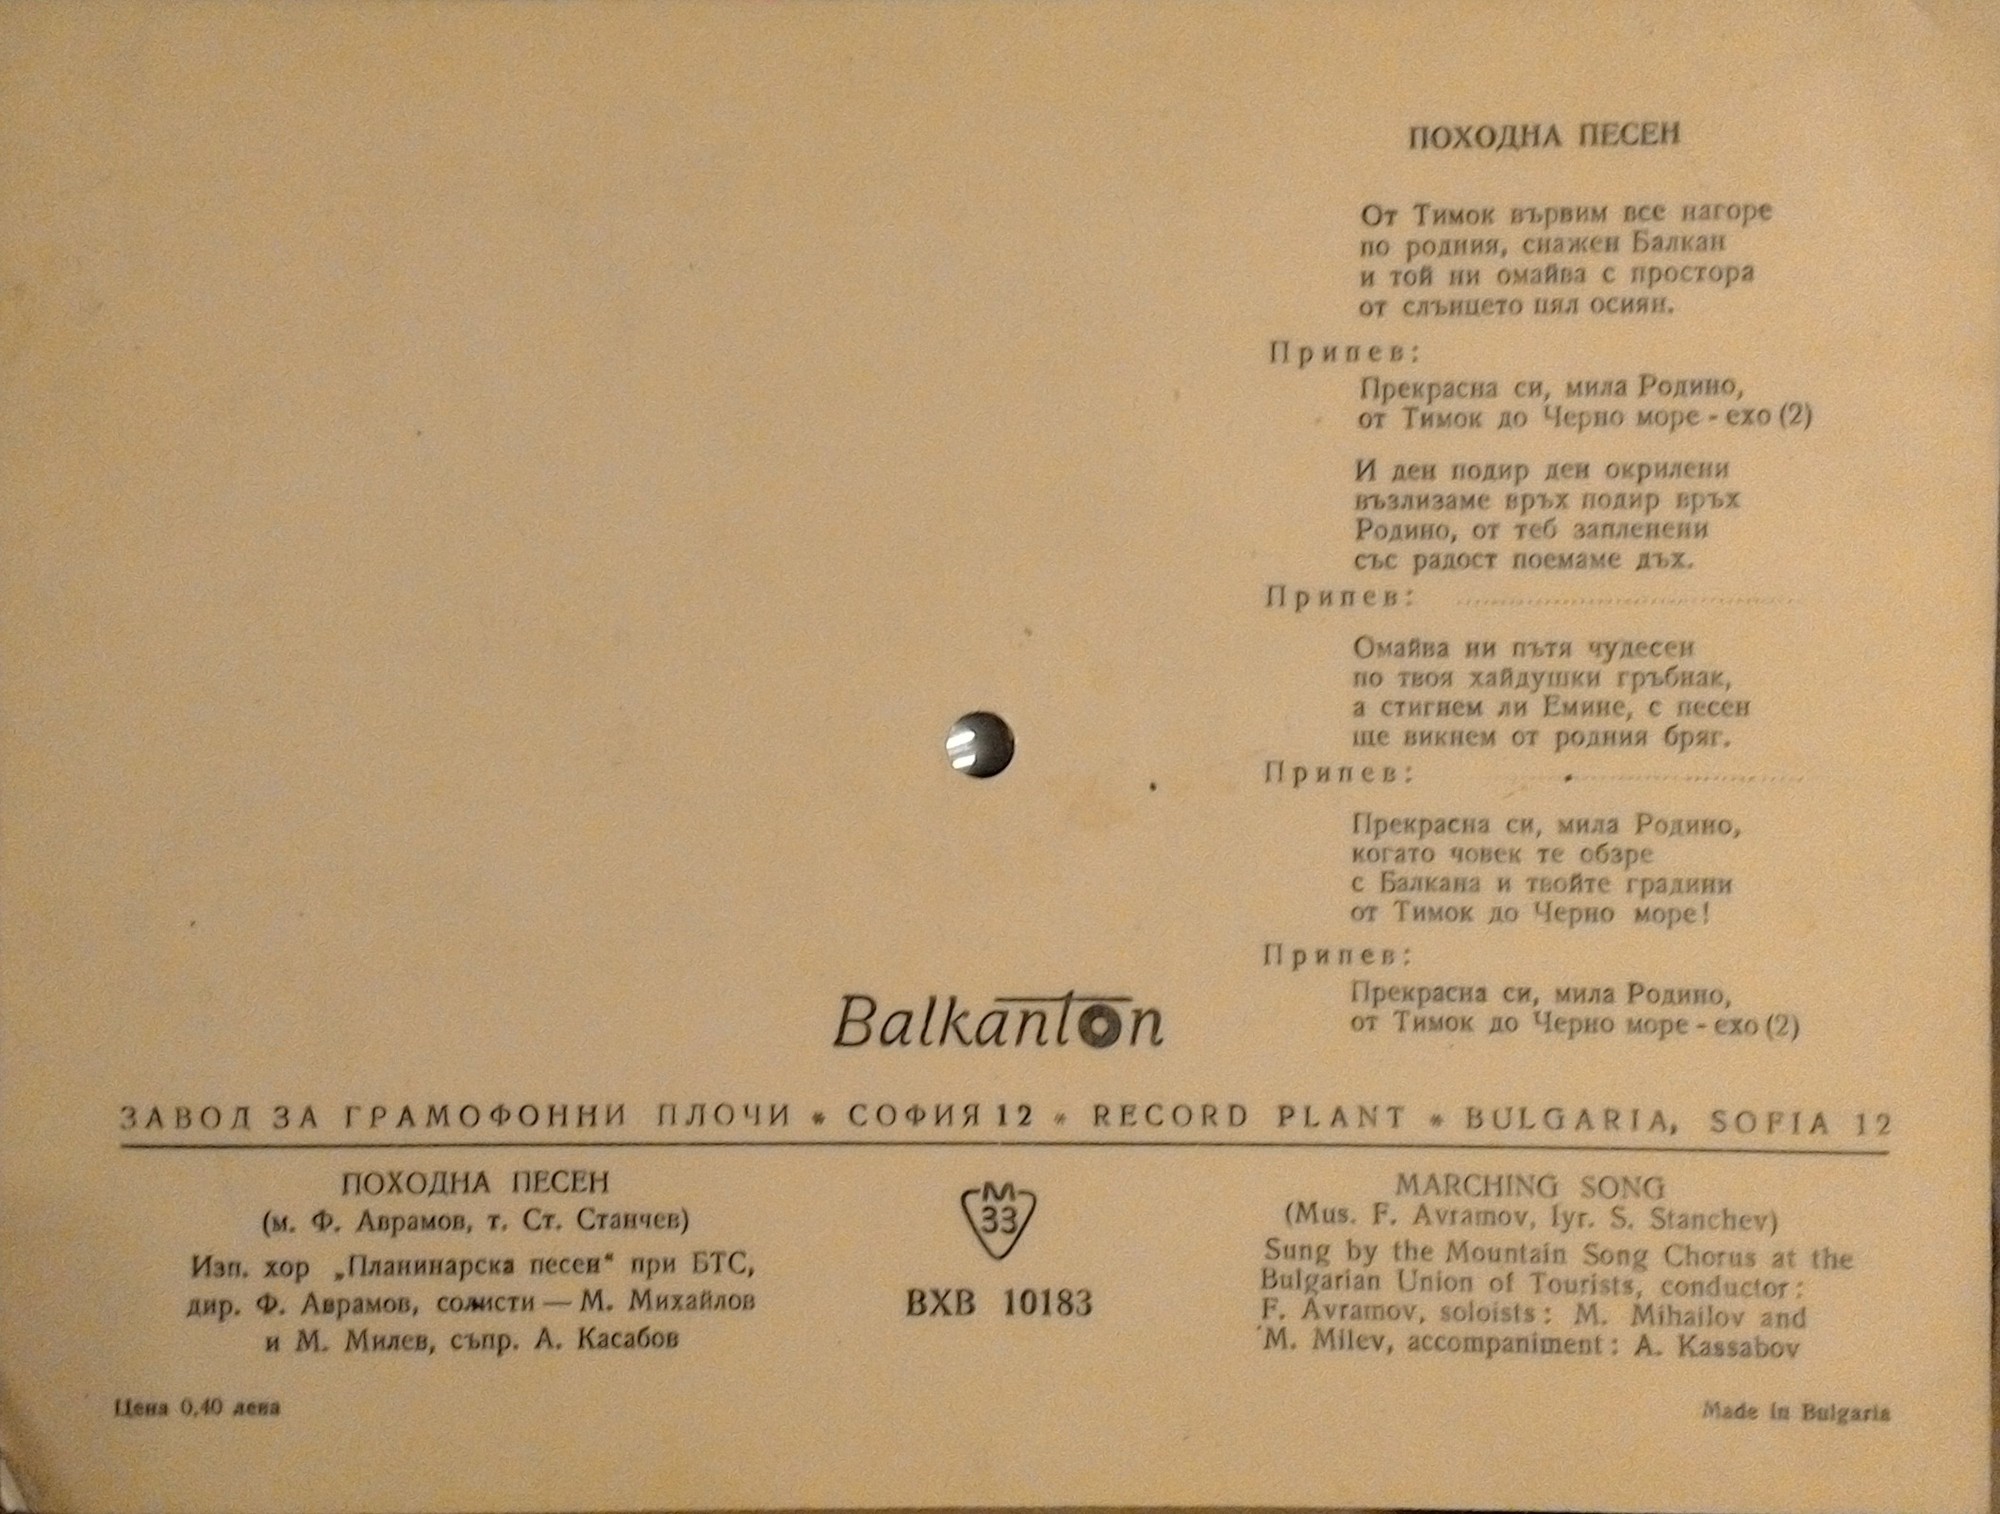 ПОХОДНА ПЕСЕН
От Тимок вървим все нагоре
по родния, снажен Балкан
и той ни омайва с простора
от слънцето цял осиян.
Припев:
Прекрасна си, мила Родино,
от Тимок до Черно море - ехо (2)
И ден подир ден окрилени
възлизаме връх подир връх
Родино, от теб запленени
със радост поемаме дъх.
Припев: ........................................
Омайва ни пътя чудесен
по твоя хайдушки гръбнак,
а стигнем ли Емине, с песен
ще викнем от родния бряг.
Припев: ........................................
Прекрасна си, мила Родино,
когато човек те обзре
с Балкана и твойте градини
от Тимок до Черно море!
Припев:
Прекрасна си, мила Родино,
от Тимок до Черно море - ехо (2)
Balkanton
ЗАВОД ЗА ГРАМОФОННИ ПЛОЧИ * СОФИЯ 12 * RECORD PLANT * BULGARIA, SOFIA 12
ПОХОДНА ПЕСЕН
(м. Ф. Аврамов, т. Ст. Станчев)
Изп. хор „Планинарска песен" при БТС,
дир. Ф. Аврамов, солисти — М. Михайлов
и М. Милев, съпр. А. Касабов
Цена 0,40 лева
М
33
ВХВ 10183
MARCHING SONG
(Mus. F. Avramov, lyr. S. Stanchev)
Sung by the Mountain Song Chorus at the
Bulgarian Union of Tourists, conductor:
F. Avramov, soloists: M. Mihailov and
M. Milev, accompaniment: A. Kassabov
Made in Bulgaria